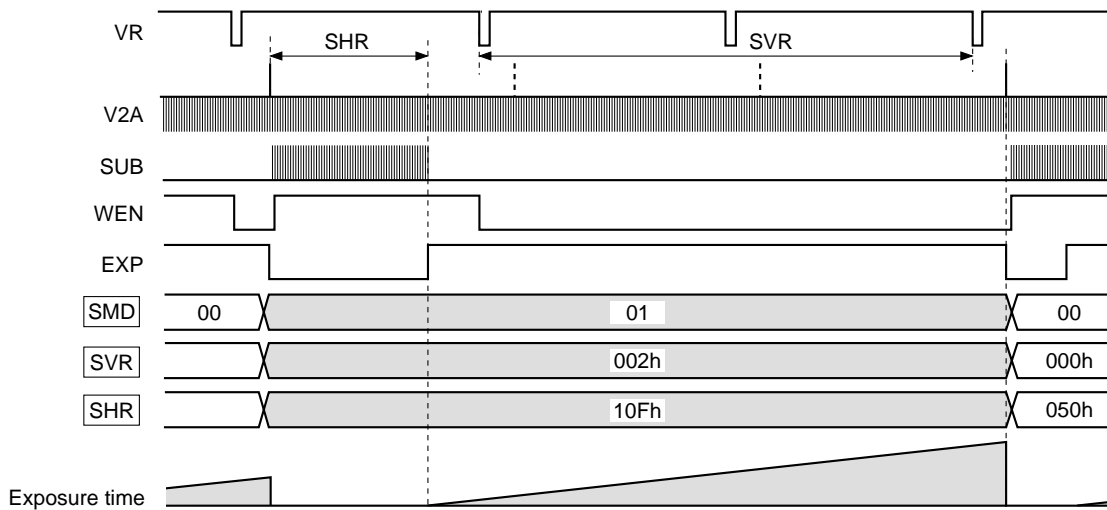 VR
SHR
SVR
V2A
SUB
WEN
EXP
SMD 00 01 00
SVR 002h 000h
SHR 10Fh 050h
Exposure time